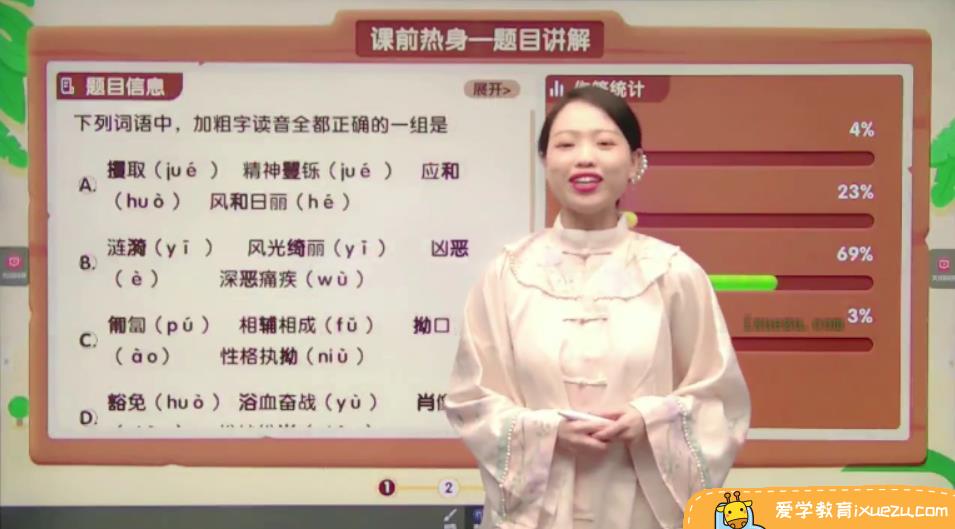 课前热身—题目讲解
题目信息
展开>
统计
下列词语中，加粗字读音全都正确的一组是
4%
A. 攫取（jué ） 精神矍铄（jué ） 应和
（huò） 风和日丽（hé）
23%
B. 涟漪（yī ） 风光绮丽（yī ） 凶恶
（è） 深恶痛疾（wù）
69%
C. 匍匐（pú） 相辅相成（fǔ） 拗口
（ào） 性格执拗（niù）
ixuezu.com
3%
D. 豁免（huò） 浴血奋战（yù） 肖
1
2
爱学教育ixuezu.com